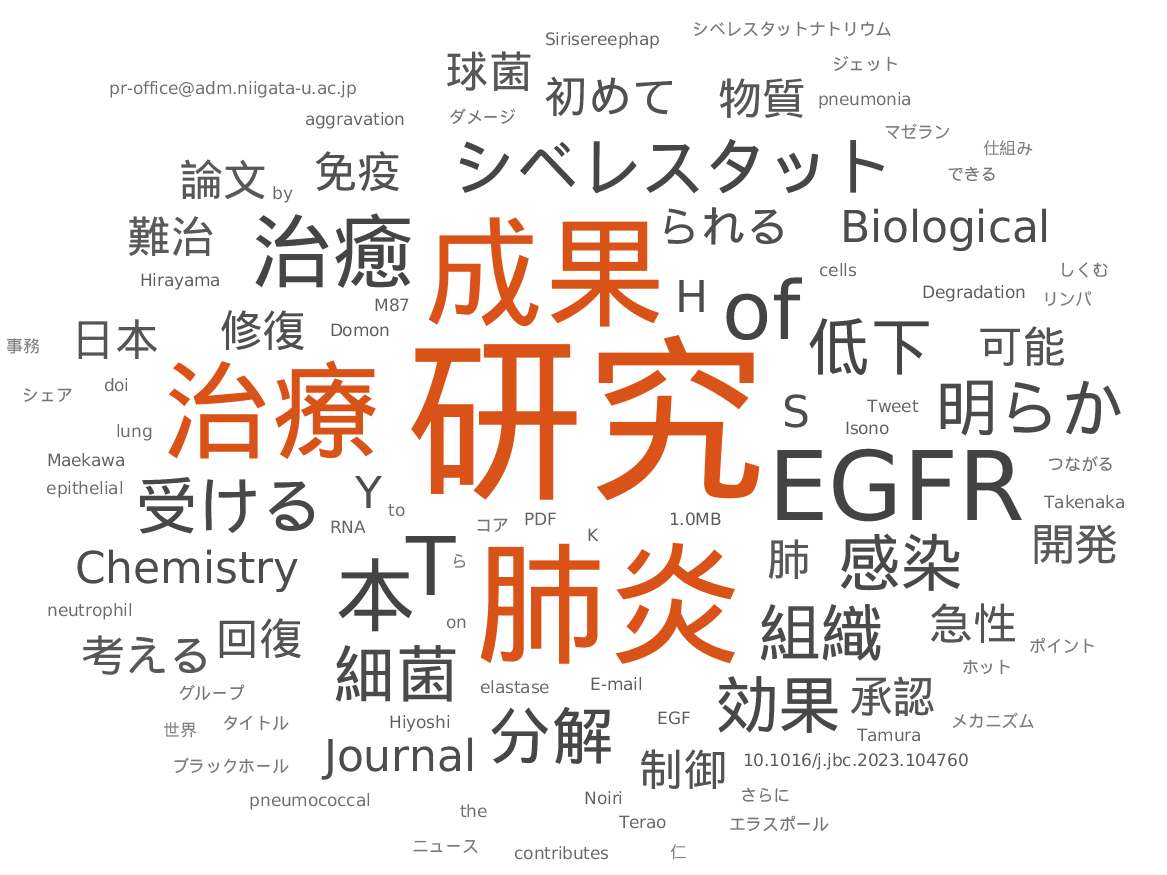 シベレスタットナトリウム
Sirisereephap
球菌
ジェット
初めて
物質
pr-office@adm.niigata-u.ac.jp
pneumonia
aggravation
ダメージ
マゼラン
仕組み
シベレスタット
論文
by
免疫
できる
難治
治癒
成果
られる
Biological
Hirayama
cells
しくむ
M87
H
of
Degradation
リンパ
日本
修復
Domon
低下
可能
事務
シェア
doi
治療
研究
S
Tweet
明らか
lung
Isono
Maekawa
epithelial
受ける
Y
to
EGFR
つながる
Takenaka
RNA
コア
PDF
K
1.0MB
Chemistry
本
T
ら
肺炎
肺
感染
開発
neutrophil
on
考える
回復
組織
急性
ポイント
細菌
ホット
グループ
elastase
E-mail
効果
承認
世界
タイトル
Hiyoshi
分解
EGF
Tamura
メカニズム
ブラックホール
Journal
制御
10.1016/j.jbc.2023.104760
pneumococcal
the
Noiri
さらに
Terao
エラスポール
ニュース
contributes
仁